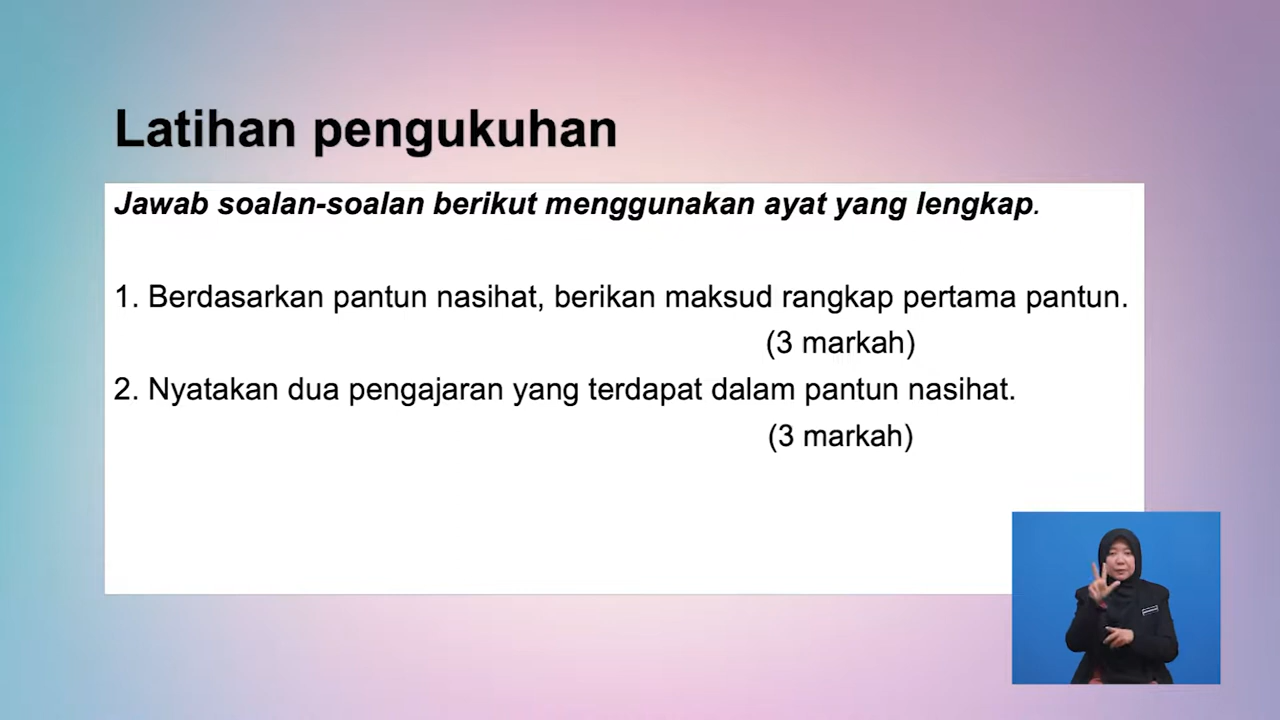 Latihan pengukuhan
Jawab soalan-soalan berikut menggunakan ayat yang lengkap.
1. Berdasarkan pantun nasihat, berikan maksud rangkap pertama pantun.
(3 markah)
2. Nyatakan dua pengajaran yang terdapat dalam pantun nasihat.
(3 markah)